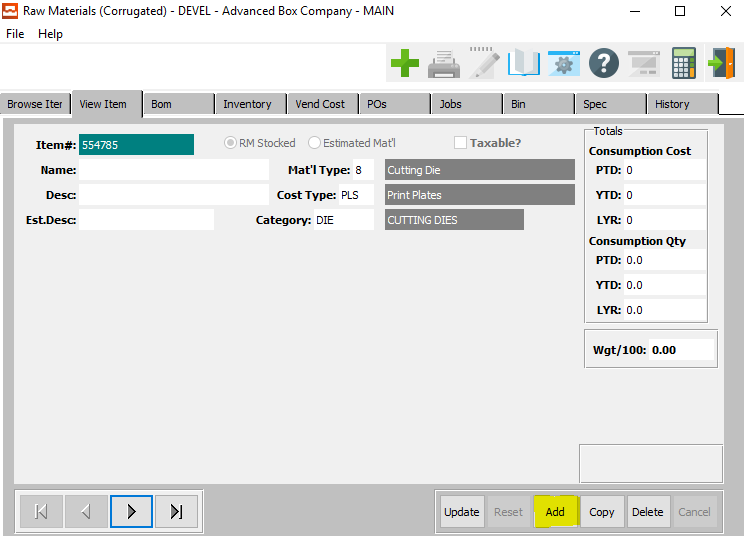 Raw Materials (Corrugated) - DEVEL - Advanced Box Company - MAIN
File Help
Browse Iter View Item Bom Inventory Vend Cost POs Jobs Bin Spec History
Item#: 554785 RM Stocked Estimated Mat'l Taxable?
Name: Mat'l Type: 8 Cutting Die
Desc: Cost Type: PLS Print Plates
Est.Desc: Category: DIE CUTTING DIES
Totals
Consumption Cost
PTD: 0
YTD: 0
LYR: 0
Consumption Qty
PTD: 0.0
YTD: 0.0
LYR: 0.0
Wgt/100: 0.00
Update Reset Add Copy Delete Cancel